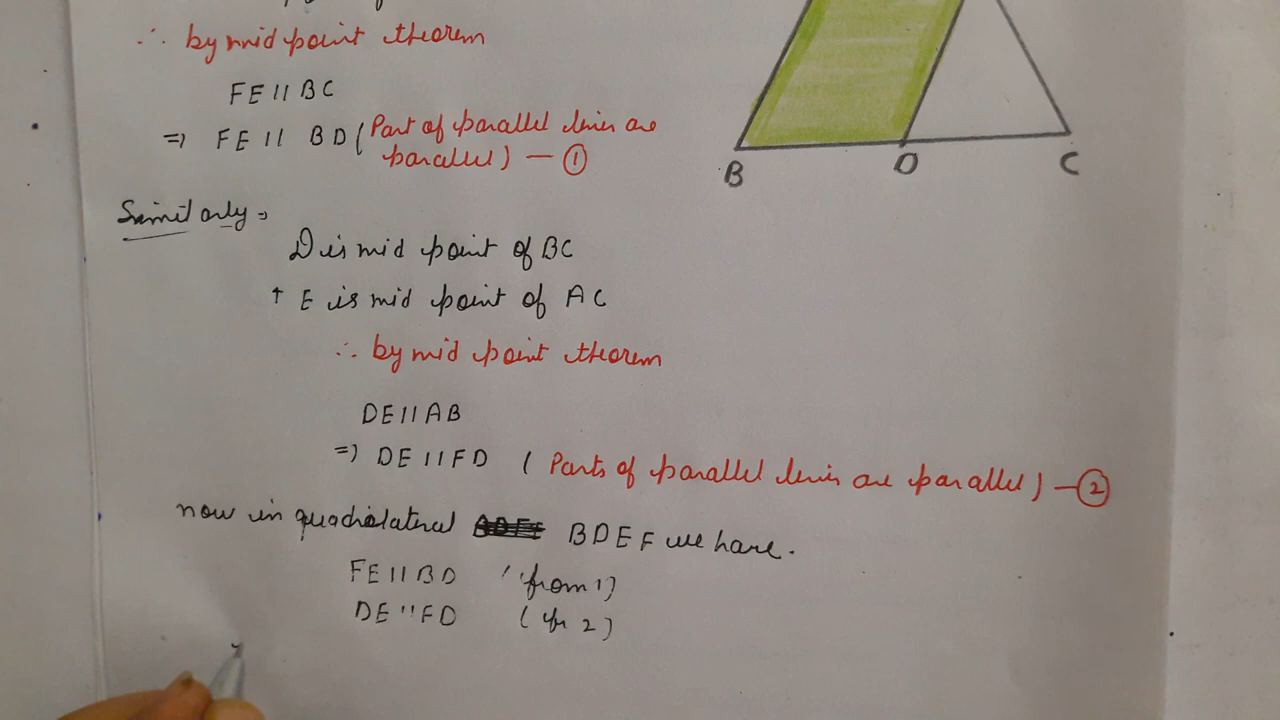 ∴ by mid point theorem
FE || BC
=> FE || BD (Part of parallel lines are
parallel) — ①
B D C
Similarly =>
D is mid point of BC
↑ E is mid point of AC
∴ by mid point theorem
DE || AB
=> DE || FD ( Parts of parallel lines are parallel) — ②
now in quadrilateral BDEF we have.
FE || BD (from 1)
DE || FD (fr 2)